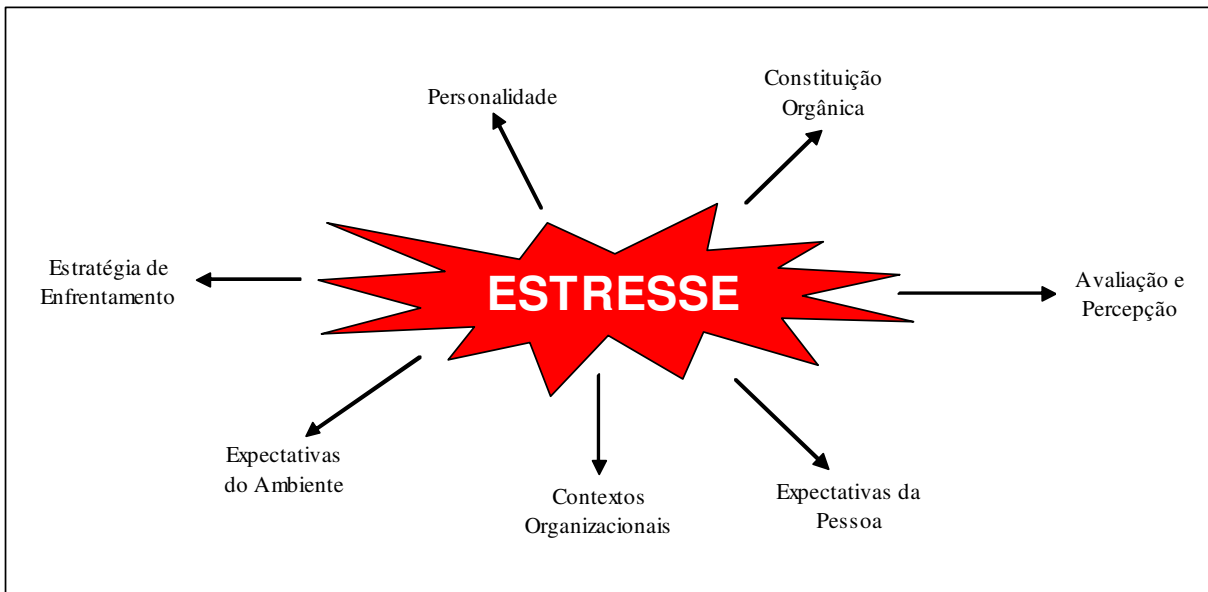 Personalidade
Constituição
Orgânica
Estratégia de
Enfrentamento
ESTRESSE
Avaliação e
Percepção
Expectativas
do Ambiente
Contextos
Organizacionais
Expectativas da
Pessoa